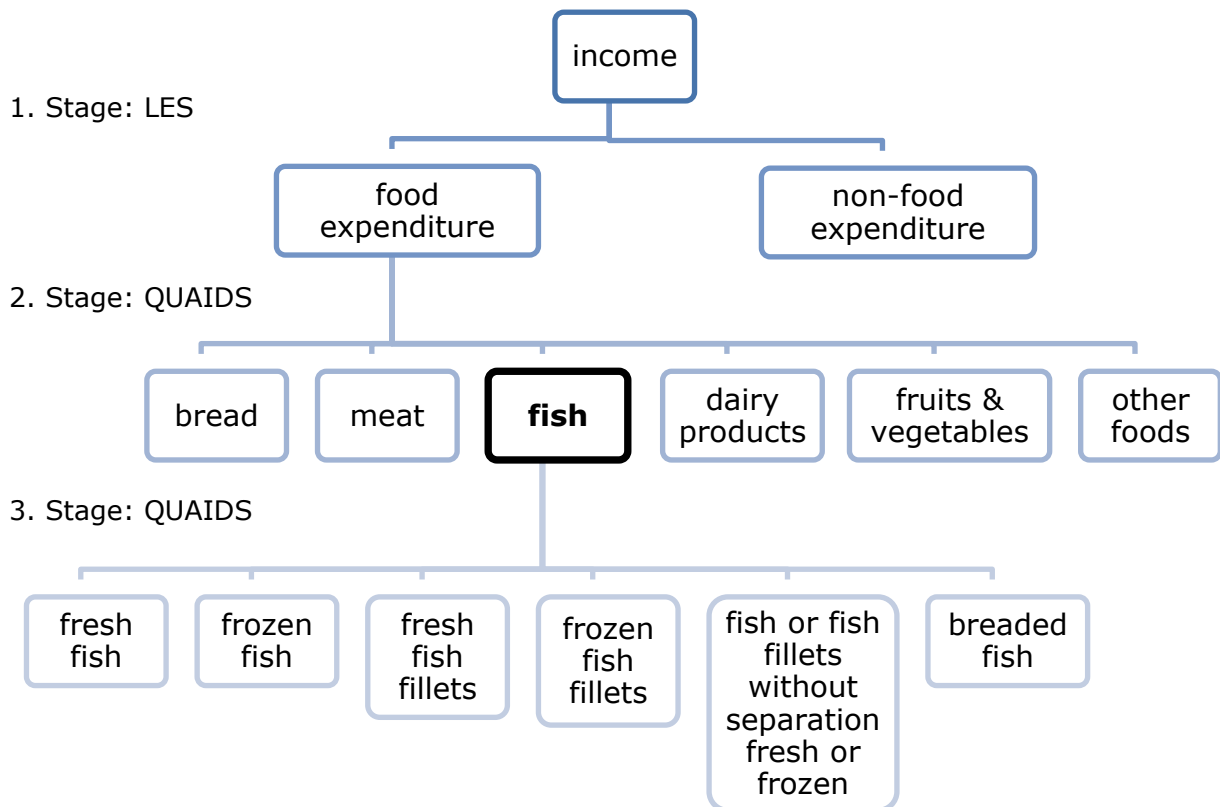 income
1. Stage: LES
food
expenditure
non-food
expenditure
2. Stage: QUAIDS
bread
meat
fish
dairy
products
fruits &
vegetables
other
foods
3. Stage: QUAIDS
fresh
fish
frozen
fish
fresh
fish
fillets
frozen
fish
fillets
fish or fish
fillets
without
separation
fresh or
frozen
breaded
fish